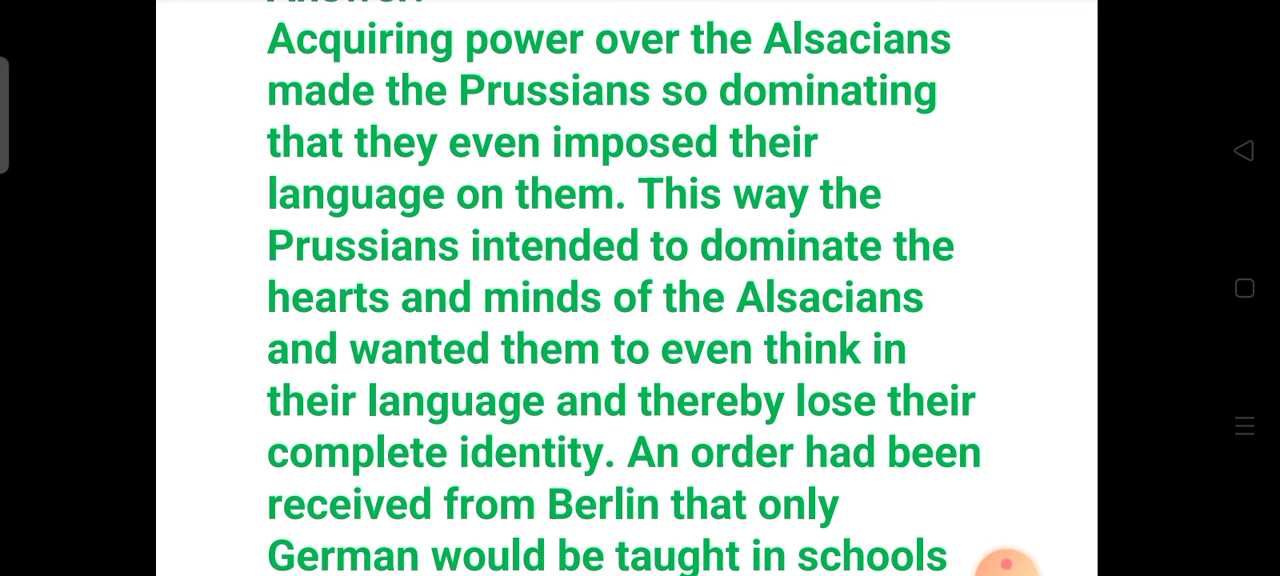 Acquiring power over the Alsacians
made the Prussians so dominating
that they even imposed their
language on them. This way the
Prussians intended to dominate the
hearts and minds of the Alsacians
and wanted them to even think in
their language and thereby lose their
complete identity. An order had been
received from Berlin that only
German would be taught in schools